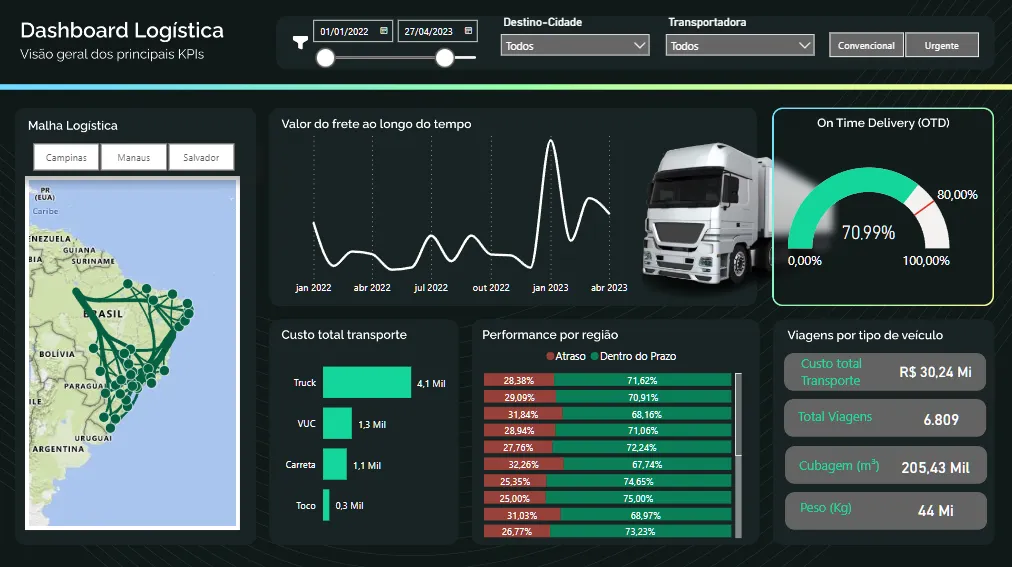 Dashboard Logística
Visão geral dos principais KPIs
01/01/2022
27/04/2023
Destino-Cidade
Todos
Transportadora
Todos
Convencional
Urgente
Malha Logística
Campinas
Manaus
Salvador
PR
(EUA)
Caribe
ENEZUELA
GUIANA
SURINAME
BIA
BRASIL
BOLÍVIA
PARAGUA
ILE
URUGUAI
ARGENTINA
Valor do frete ao longo do tempo
jan 2022
abr 2022
jul 2022
out 2022
jan 2023
abr 2023
On Time Delivery (OTD)
80,00%
70,99%
0,00%
100,00%
Custo total transporte
Truck
4,1 Mil
VUC
1,3 Mil
Carreta
1,1 Mil
Toco
0,3 Mil
Performance por região
Atraso
Dentro do Prazo
28,38% 71,62%
29,09% 70,91%
31,84% 68,16%
28,94% 71,06%
27,76% 72,24%
32,26% 67,74%
25,35% 74,65%
25,00% 75,00%
31,03% 68,97%
26,77% 73,23%
Viagens por tipo de veículo
Custo total
Transporte
R$ 30,24 Mi
Total Viagens
6.809
Cubagem (m³)
205,43 Mil
Peso (Kg)
44 Mi